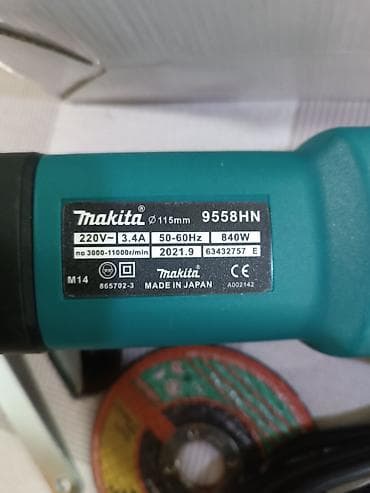 makita® Ø115mm 9558HN
220V~ 3.4A 50-60Hz 840W
no 3000-11000r/min 2021.9 63432757 E
M14 makita CE
865702-3 MADE IN JAPAN A002142